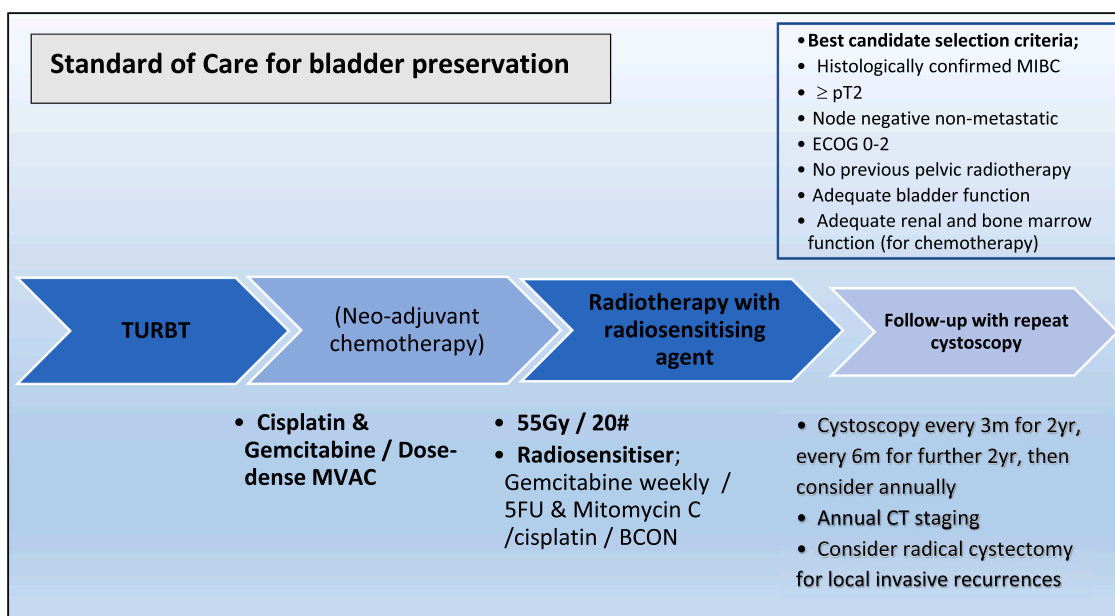 Standard of Care for bladder preservation
•Best candidate selection criteria;
• Histologically confirmed MIBC
• ≥ pT2
• Node negative non-metastatic
• ECOG 0-2
• No previous pelvic radiotherapy
• Adequate bladder function
• Adequate renal and bone marrow
function (for chemotherapy)
TURBT
(Neo-adjuvant
chemotherapy)
Radiotherapy with
radiosensitising
agent
Follow-up with repeat
cystoscopy
• Cisplatin &
Gemcitabine / Dose-
dense MVAC
• 55Gy / 20#
• Radiosensitiser;
Gemcitabine weekly /
5FU & Mitomycin C
/cisplatin / BCON
• Cystoscopy every 3m for 2yr,
every 6m for further 2yr, then
consider annually
• Annual CT staging
• Consider radical cystectomy
for local invasive recurrences